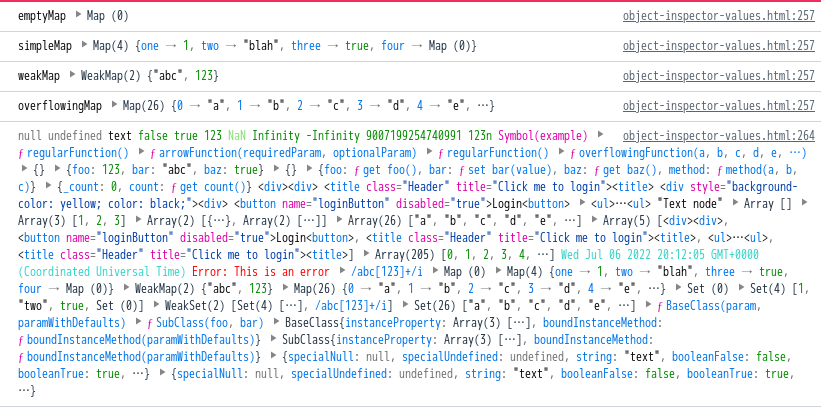 emptyMap ▶ Map (0) object-inspector-values.html:257
simpleMap ▶ Map(4) {one → 1, two → "blah", three → true, four → Map (0)} object-inspector-values.html:257
weakMap ▶ WeakMap(2) {"abc", 123} object-inspector-values.html:257
overflowingMap ▶ Map(26) {0 → "a", 1 → "b", 2 → "c", 3 → "d", 4 → "e", …} object-inspector-values.html:257
null undefined text false true 123 NaN Infinity -Infinity 9007199254740991 123n Symbol(example) ▶ object-inspector-values.html:264
ƒ regularFunction() ▶ ƒ arrowFunction(requiredParam, optionalParam) ▶ ƒ regularFunction() ▶ ƒ overflowingFunction(a, b, c, d, e, …)
▶ {} ▶ {foo: 123, bar: "abc", baz: true} ▶ {} ▶ {foo: ƒ get foo(), bar: ƒ set bar(value), baz: ƒ get baz(), method: ƒ method(a, b,
c)} ▶ {_count: 0, count: ƒ get count()} <div><div> <title class="Header" title="Click me to login"><title> <div style="background-
color: yellow; color: black;"><div> <button name="loginButton" disabled="true">Login<button> ▶ <ul>…<ul> "Text node" ▶ Array [] ▶
Array(3) [1, 2, 3] ▶ Array(2) [{…}, Array(2) […]] ▶ Array(26) ["a", "b", "c", "d", "e", …] ▶ Array(5) [<div><div>,
<button name="loginButton" disabled="true">Login<button>, <title class="Header" title="Click me to login"><title>, <ul>…<ul>,
<title class="Header" title="Click me to login"><title>] ▶ Array(205) [0, 1, 2, 3, 4, …] Wed Jul 06 2022 20:12:05 GMT+0000
(Coordinated Universal Time) Error: This is an error ▶ /abc[123]+/i ▶ Map (0) ▶ Map(4) {one → 1, two → "blah", three → true,
four → Map (0)} ▶ WeakMap(2) {"abc", 123} ▶ Map(26) {0 → "a", 1 → "b", 2 → "c", 3 → "d", 4 → "e", …} ▶ Set (0) ▶ Set(4) [1,
"two", true, Set (0)] ▶ WeakSet(2) [Set(4) […], /abc[123]+/i] ▶ Set(26) ["a", "b", "c", "d", "e", …] ▶ ƒ BaseClass(param,
paramWithDefaults) ▶ ƒ SubClass(foo, bar) ▶ BaseClass{instanceProperty: Array(3) […], boundInstanceMethod:
ƒ boundInstanceMethod(paramWithDefaults)} ▶ SubClass{instanceProperty: Array(3) […], boundInstanceMethod:
ƒ boundInstanceMethod(paramWithDefaults)} ▶ {specialNull: null, specialUndefined: undefined, string: "text", booleanFalse: false,
booleanTrue: true, …} ▶ {specialNull: null, specialUndefined: undefined, string: "text", booleanFalse: false, booleanTrue: true,
…}